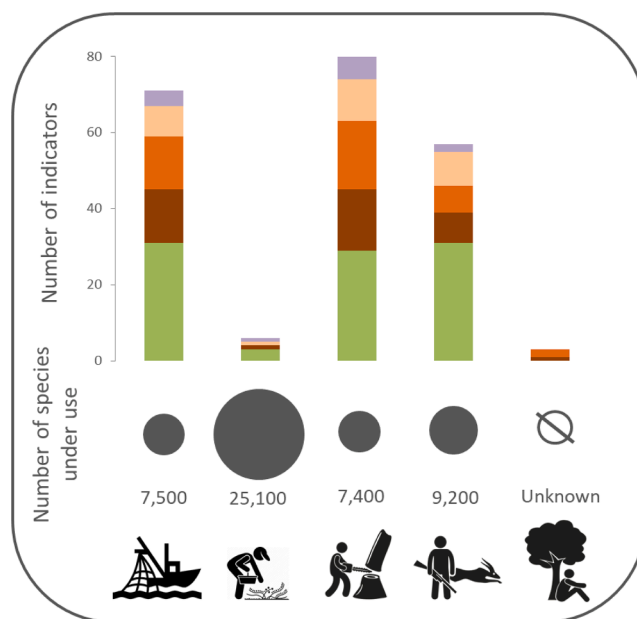 80
60
40
20
0
Number of indicators
Number of species
under use
7,500 25,100 7,400 9,200 Unknown